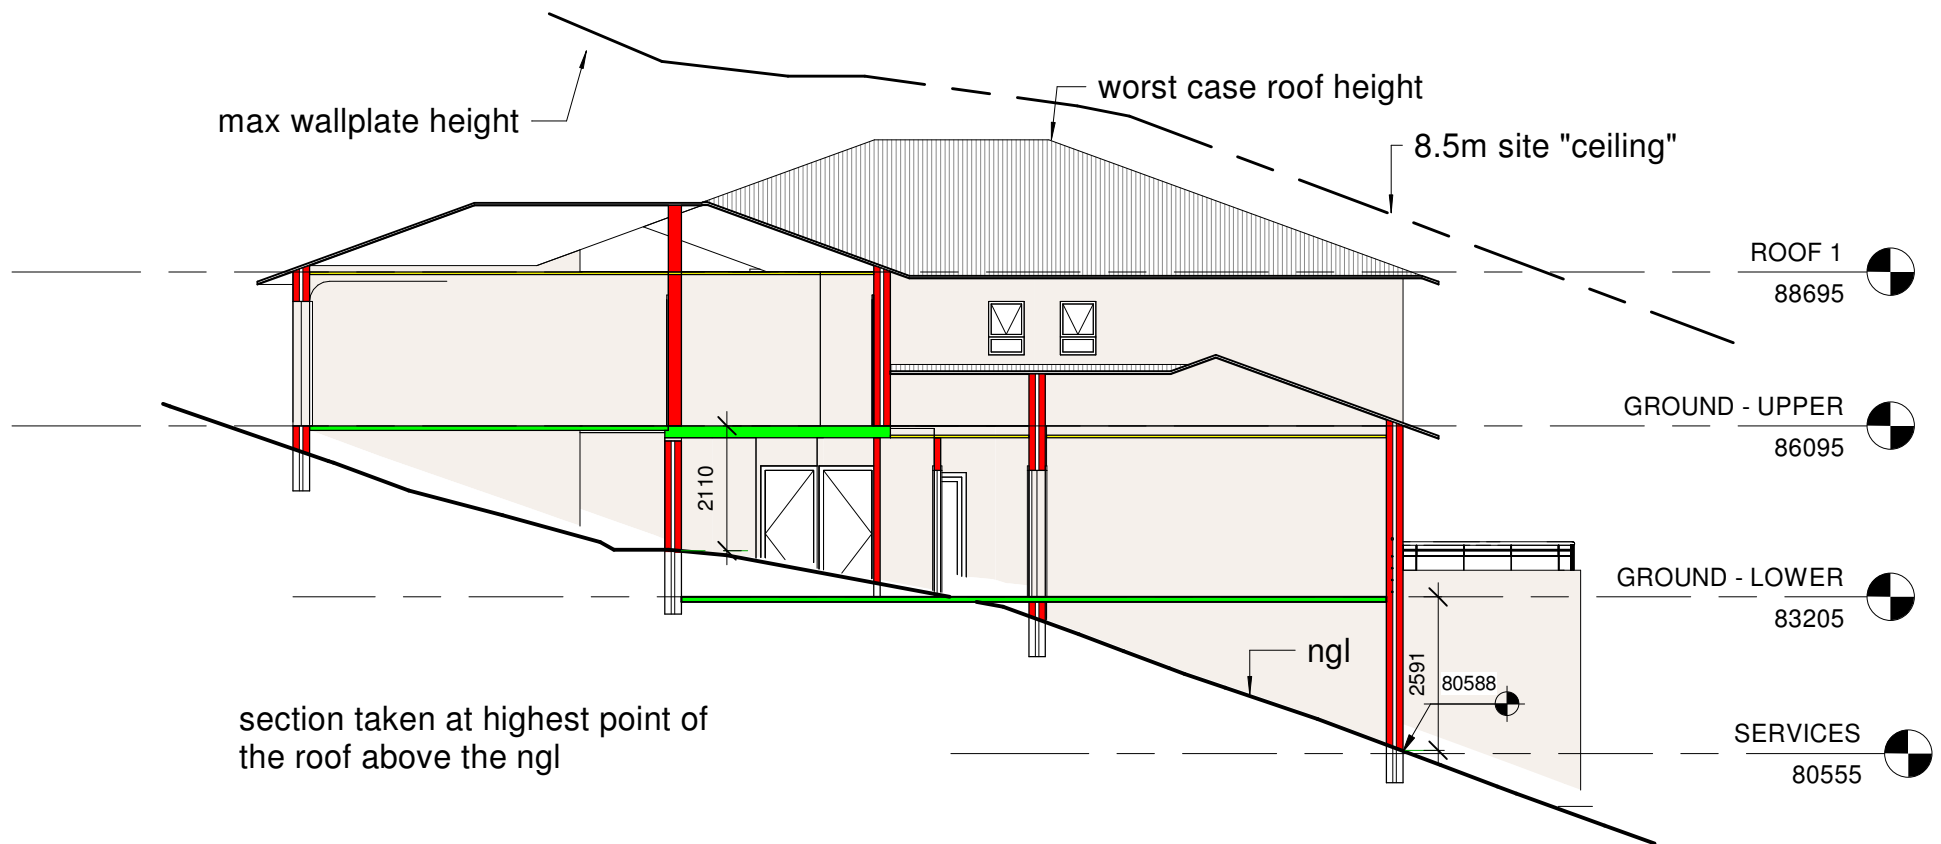 worst case roof height
max wallplate height
8.5m site "ceiling"
ROOF 1
88695
GROUND - UPPER
86095
2110
GROUND - LOWER
83205
ngl
2591
80588
section taken at highest point of
the roof above the ngl
SERVICES
80555